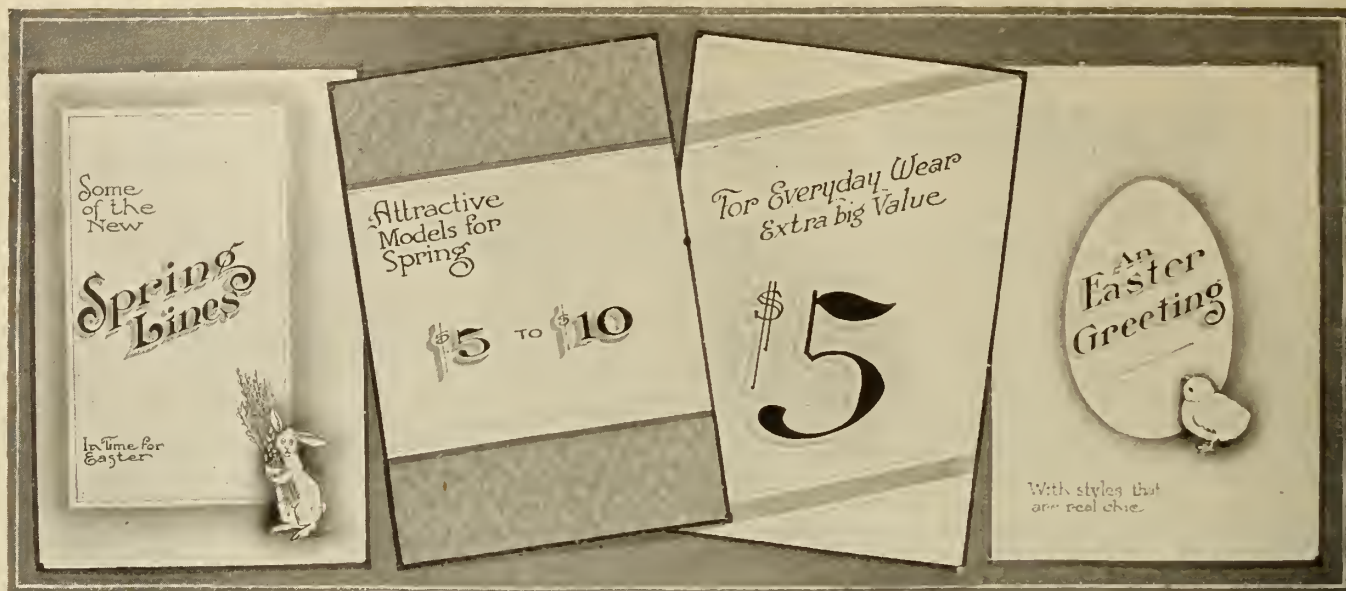 Some
of the
New
Spring
Lines
In Time for
Easter
Attractive
Models for
Spring
$5 TO $10
For Everyday Wear
Extra big Value
$5
An
Easter
Greeting
With styles that
are real chic